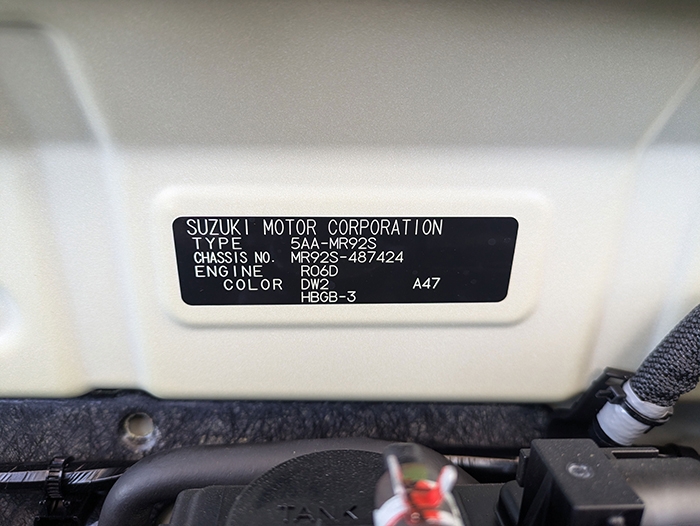 SUZUKI MOTOR CORPORATION
TYPE 5AA-MR92S
CHASSIS NO. MR92S-487424
ENGINE R06D
COLOR DW2 A47
HBGB-3
TANK